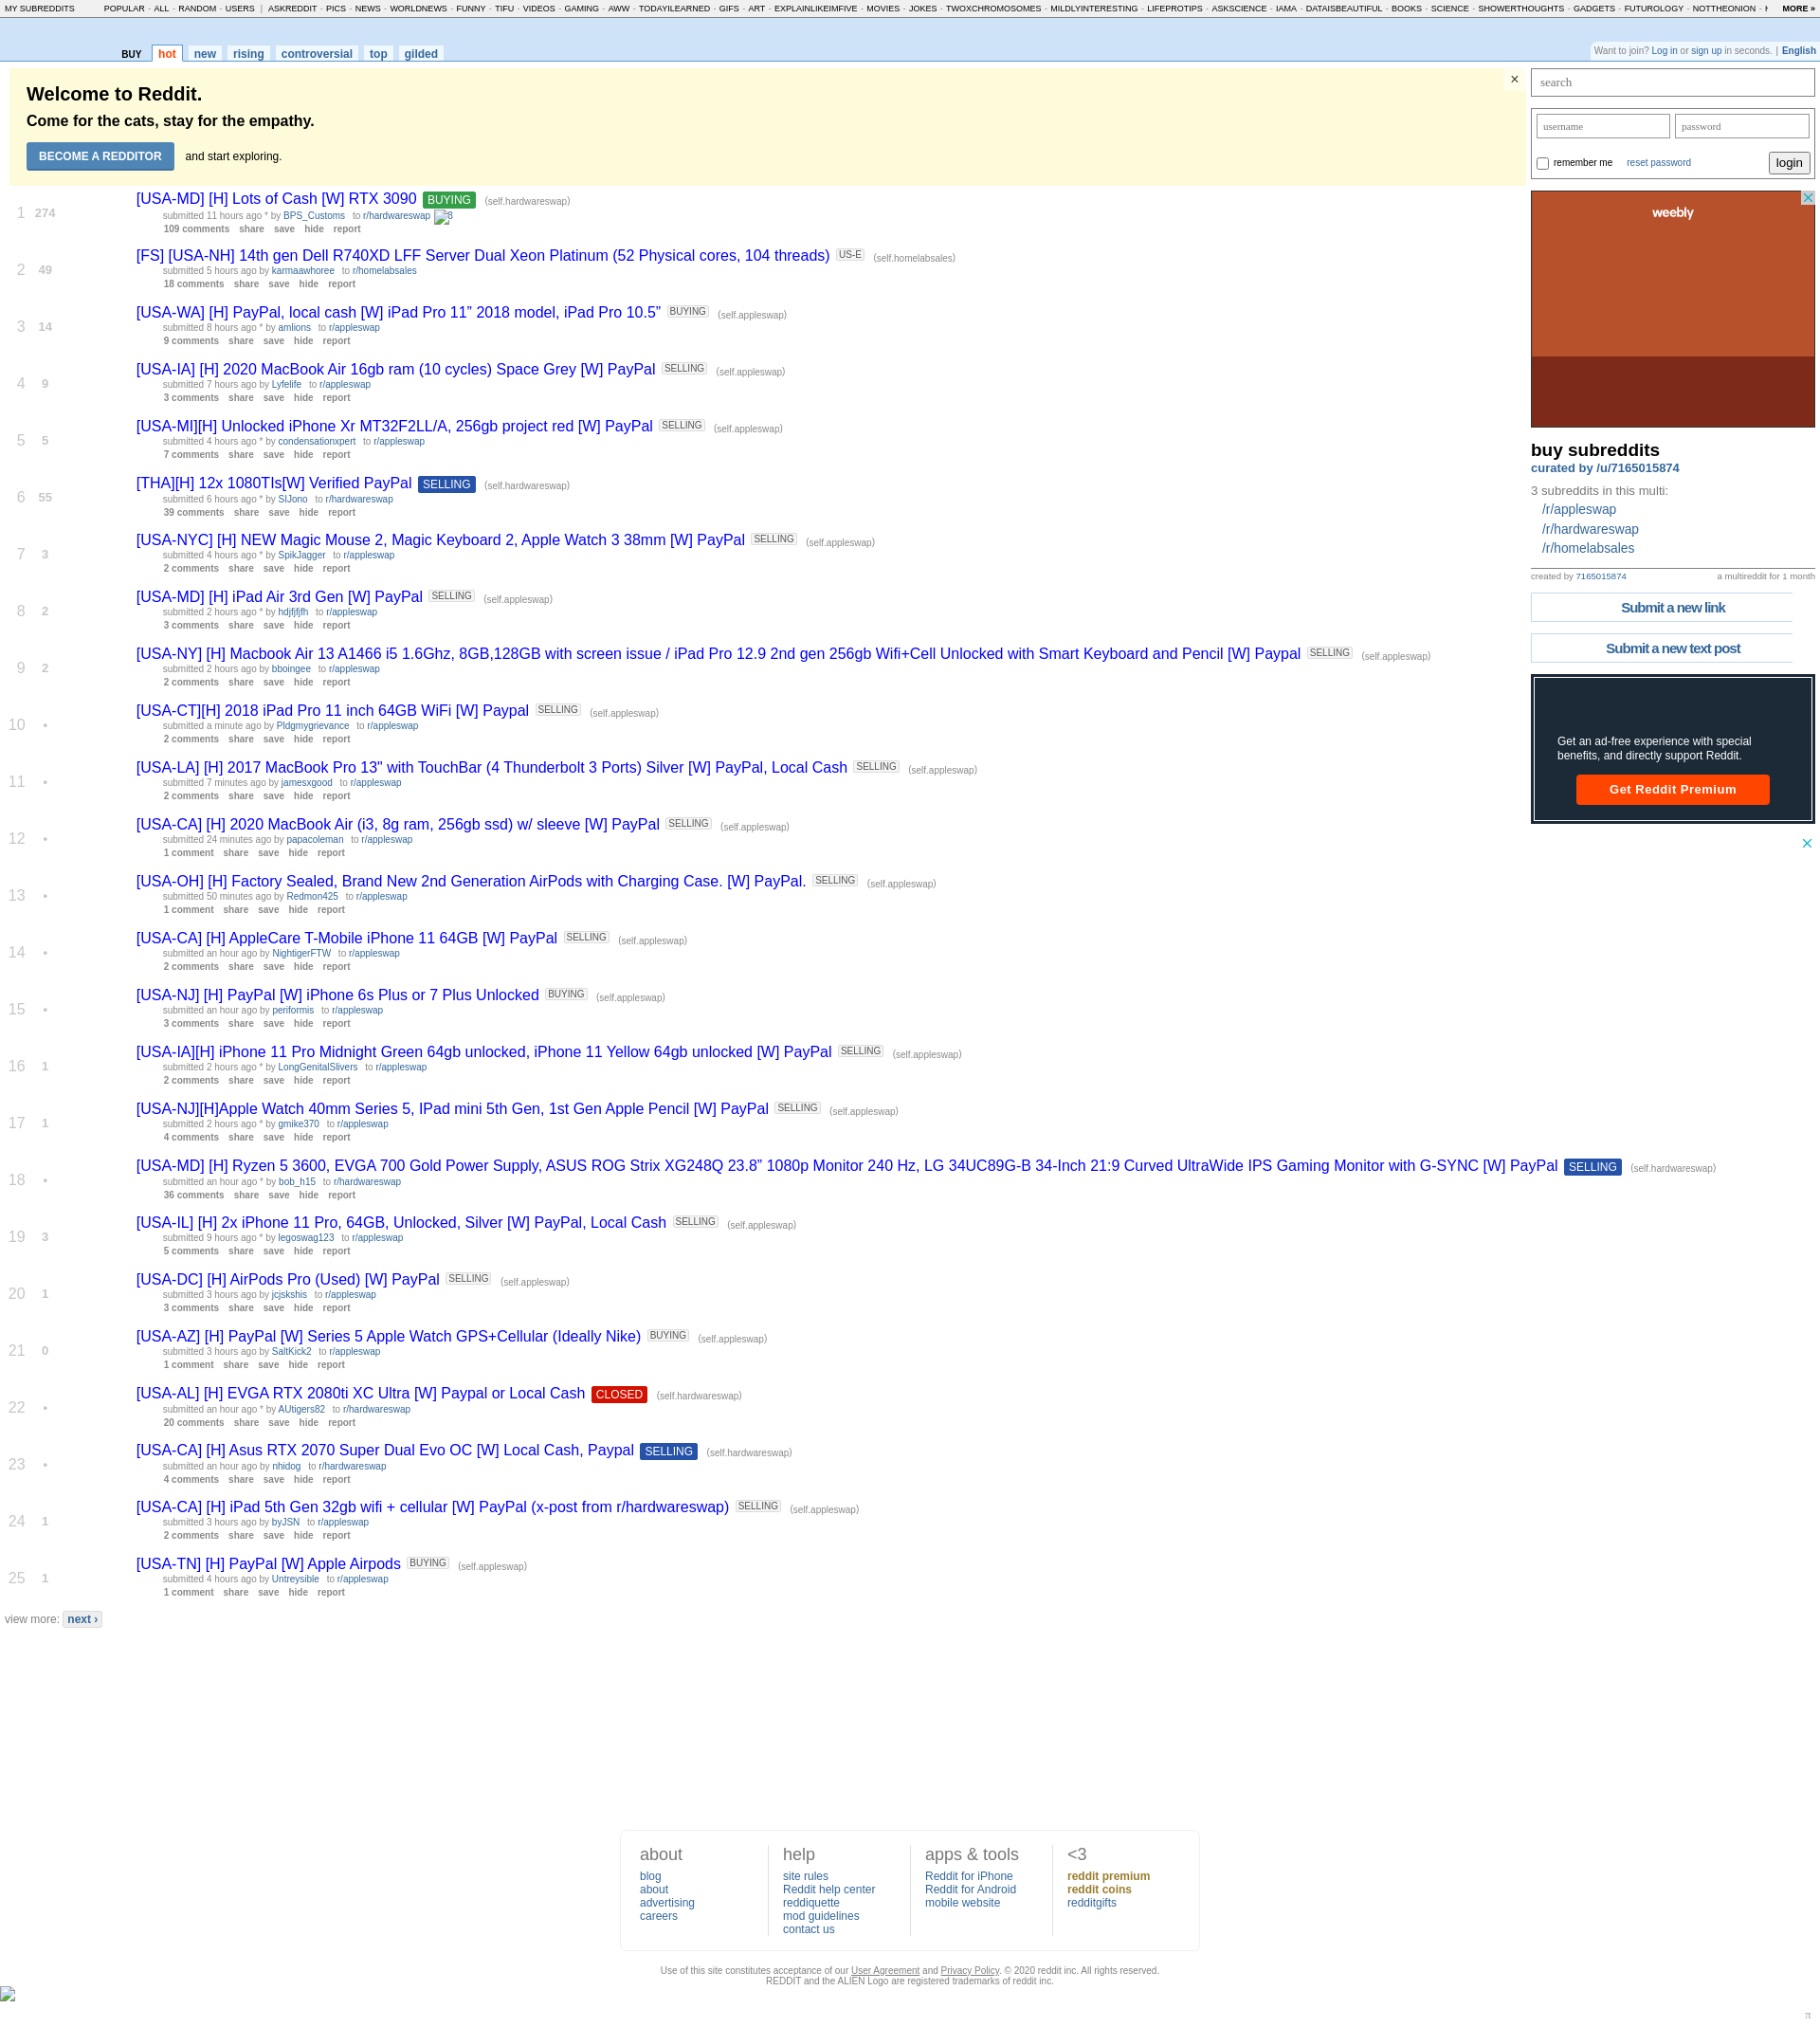 MY SUBREDDITS POPULAR - ALL - RANDOM - USERS | ASKREDDIT - PICS - NEWS - WORLDNEWS - FUNNY - TIFU - VIDEOS - GAMING - AWW - TODAYILEARNED - GIFS - ART - EXPLAINLIKEIMFIVE - MOVIES - JOKES - TWOXCHROMOSOMES - MILDLYINTERESTING - LIFEPROTIPS - ASKSCIENCE - IAMA - DATAISBEAUTIFUL - BOOKS - SCIENCE - SHOWERTHOUGHTS - GADGETS - FUTUROLOGY - NOTTHEONION - MORE »
BUY hot new rising controversial top gilded
Want to join? Log in or sign up in seconds. | English
Welcome to Reddit.
Come for the cats, stay for the empathy.
BECOME A REDDITOR and start exploring.
×
1 274 [USA-MD] [H] Lots of Cash [W] RTX 3090 BUYING (self.hardwareswap)
submitted 11 hours ago * by BPS_Customs to r/hardwareswap 8
109 comments share save hide report
2 49 [FS] [USA-NH] 14th gen Dell R740XD LFF Server Dual Xeon Platinum (52 Physical cores, 104 threads) US-E (self.homelabsales)
submitted 5 hours ago by karmaawhoree to r/homelabsales
18 comments share save hide report
3 14 [USA-WA] [H] PayPal, local cash [W] iPad Pro 11” 2018 model, iPad Pro 10.5” BUYING (self.appleswap)
submitted 8 hours ago * by amlions to r/appleswap
9 comments share save hide report
4 9 [USA-IA] [H] 2020 MacBook Air 16gb ram (10 cycles) Space Grey [W] PayPal SELLING (self.appleswap)
submitted 7 hours ago by Lyfelife to r/appleswap
3 comments share save hide report
5 5 [USA-MI][H] Unlocked iPhone Xr MT32F2LL/A, 256gb project red [W] PayPal SELLING (self.appleswap)
submitted 4 hours ago * by condensationxpert to r/appleswap
7 comments share save hide report
6 55 [THA][H] 12x 1080TIs[W] Verified PayPal SELLING (self.hardwareswap)
submitted 6 hours ago * by SIJono to r/hardwareswap
39 comments share save hide report
7 3 [USA-NYC] [H] NEW Magic Mouse 2, Magic Keyboard 2, Apple Watch 3 38mm [W] PayPal SELLING (self.appleswap)
submitted 4 hours ago * by SpikJagger to r/appleswap
2 comments share save hide report
8 2 [USA-MD] [H] iPad Air 3rd Gen [W] PayPal SELLING (self.appleswap)
submitted 2 hours ago * by hdjfjfjfh to r/appleswap
3 comments share save hide report
9 2 [USA-NY] [H] Macbook Air 13 A1466 i5 1.6Ghz, 8GB,128GB with screen issue / iPad Pro 12.9 2nd gen 256gb Wifi+Cell Unlocked with Smart Keyboard and Pencil [W] Paypal SELLING (self.appleswap)
submitted 2 hours ago by bboingee to r/appleswap
2 comments share save hide report
10 • [USA-CT][H] 2018 iPad Pro 11 inch 64GB WiFi [W] Paypal SELLING (self.appleswap)
submitted a minute ago by Pldgmygrievance to r/appleswap
2 comments share save hide report
11 • [USA-LA] [H] 2017 MacBook Pro 13" with TouchBar (4 Thunderbolt 3 Ports) Silver [W] PayPal, Local Cash SELLING (self.appleswap)
submitted 7 minutes ago by jamesxgood to r/appleswap
2 comments share save hide report
12 • [USA-CA] [H] 2020 MacBook Air (i3, 8g ram, 256gb ssd) w/ sleeve [W] PayPal SELLING (self.appleswap)
submitted 24 minutes ago by papacoleman to r/appleswap
1 comment share save hide report
13 • [USA-OH] [H] Factory Sealed, Brand New 2nd Generation AirPods with Charging Case. [W] PayPal. SELLING (self.appleswap)
submitted 50 minutes ago by Redmon425 to r/appleswap
1 comment share save hide report
14 • [USA-CA] [H] AppleCare T-Mobile iPhone 11 64GB [W] PayPal SELLING (self.appleswap)
submitted an hour ago by NightigerFTW to r/appleswap
2 comments share save hide report
15 • [USA-NJ] [H] PayPal [W] iPhone 6s Plus or 7 Plus Unlocked BUYING (self.appleswap)
submitted an hour ago by periformis to r/appleswap
3 comments share save hide report
16 1 [USA-IA][H] iPhone 11 Pro Midnight Green 64gb unlocked, iPhone 11 Yellow 64gb unlocked [W] PayPal SELLING (self.appleswap)
submitted 2 hours ago * by LongGenitalSlivers to r/appleswap
2 comments share save hide report
17 1 [USA-NJ][H]Apple Watch 40mm Series 5, IPad mini 5th Gen, 1st Gen Apple Pencil [W] PayPal SELLING (self.appleswap)
submitted 2 hours ago * by gmike370 to r/appleswap
4 comments share save hide report
18 • [USA-MD] [H] Ryzen 5 3600, EVGA 700 Gold Power Supply, ASUS ROG Strix XG248Q 23.8” 1080p Monitor 240 Hz, LG 34UC89G-B 34-Inch 21:9 Curved UltraWide IPS Gaming Monitor with G-SYNC [W] PayPal SELLING (self.hardwareswap)
submitted an hour ago * by bob_h15 to r/hardwareswap
36 comments share save hide report
19 3 [USA-IL] [H] 2x iPhone 11 Pro, 64GB, Unlocked, Silver [W] PayPal, Local Cash SELLING (self.appleswap)
submitted 9 hours ago * by legoswag123 to r/appleswap
5 comments share save hide report
20 1 [USA-DC] [H] AirPods Pro (Used) [W] PayPal SELLING (self.appleswap)
submitted 3 hours ago by jcjskshis to r/appleswap
3 comments share save hide report
21 0 [USA-AZ] [H] PayPal [W] Series 5 Apple Watch GPS+Cellular (Ideally Nike) BUYING (self.appleswap)
submitted 3 hours ago by SaltKick2 to r/appleswap
1 comment share save hide report
22 • [USA-AL] [H] EVGA RTX 2080ti XC Ultra [W] Paypal or Local Cash CLOSED (self.hardwareswap)
submitted an hour ago * by AUtigers82 to r/hardwareswap
20 comments share save hide report
23 • [USA-CA] [H] Asus RTX 2070 Super Dual Evo OC [W] Local Cash, Paypal SELLING (self.hardwareswap)
submitted an hour ago by nhidog to r/hardwareswap
4 comments share save hide report
24 1 [USA-CA] [H] iPad 5th Gen 32gb wifi + cellular [W] PayPal (x-post from r/hardwareswap) SELLING (self.appleswap)
submitted 3 hours ago by byJSN to r/appleswap
2 comments share save hide report
25 1 [USA-TN] [H] PayPal [W] Apple Airpods BUYING (self.appleswap)
submitted 4 hours ago by Untreysible to r/appleswap
1 comment share save hide report
view more: next ›
search
username password
remember me reset password login
weebly
buy subreddits
curated by /u/7165015874
3 subreddits in this multi:
/r/appleswap
/r/hardwareswap
/r/homelabsales
created by 7165015874 a multireddit for 1 month
Submit a new link
Submit a new text post
Get an ad-free experience with special
benefits, and directly support Reddit.
Get Reddit Premium
about
blog
about
advertising
careers
help
site rules
Reddit help center
reddiquette
mod guidelines
contact us
apps & tools
Reddit for iPhone
Reddit for Android
mobile website
<3
reddit premium
reddit coins
redditgifts
Use of this site constitutes acceptance of our User Agreement and Privacy Policy. © 2020 reddit inc. All rights reserved.
REDDIT and the ALIEN Logo are registered trademarks of reddit inc.
π